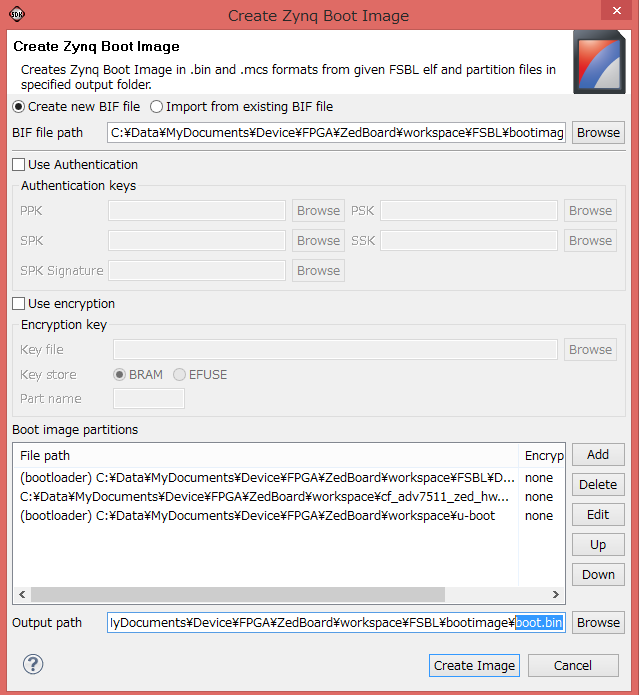 SDK
Create Zynq Boot Image
Create Zynq Boot Image
Creates Zynq Boot Image in .bin and .mcs formats from given FSBL elf and partition files in
specified output folder.
Create new BIF file Import from existing BIF file
BIF file path C:¥Data¥MyDocuments¥Device¥FPGA¥ZedBoard¥workspace¥FSBL¥bootimag Browse
Use Authentication
Authentication keys
PPK Browse PSK Browse
SPK Browse SSK Browse
SPK Signature Browse
Use encryption
Encryption key
Key file Browse
Key store BRAM EFUSE
Part name
Boot image partitions
File path Encryp Add
(bootloader) C:¥Data¥MyDocuments¥Device¥FPGA¥ZedBoard¥workspace¥FSBL¥D... none Delete
C:¥Data¥MyDocuments¥Device¥FPGA¥ZedBoard¥workspace¥cf_adv7511_zed_hw... none
(bootloader) C:¥Data¥MyDocuments¥Device¥FPGA¥ZedBoard¥workspace¥u-boot none Edit
Up
Down
Output path lyDocuments¥Device¥FPGA¥ZedBoard¥workspace¥FSBL¥bootimage¥boot.bin Browse
? Create Image Cancel